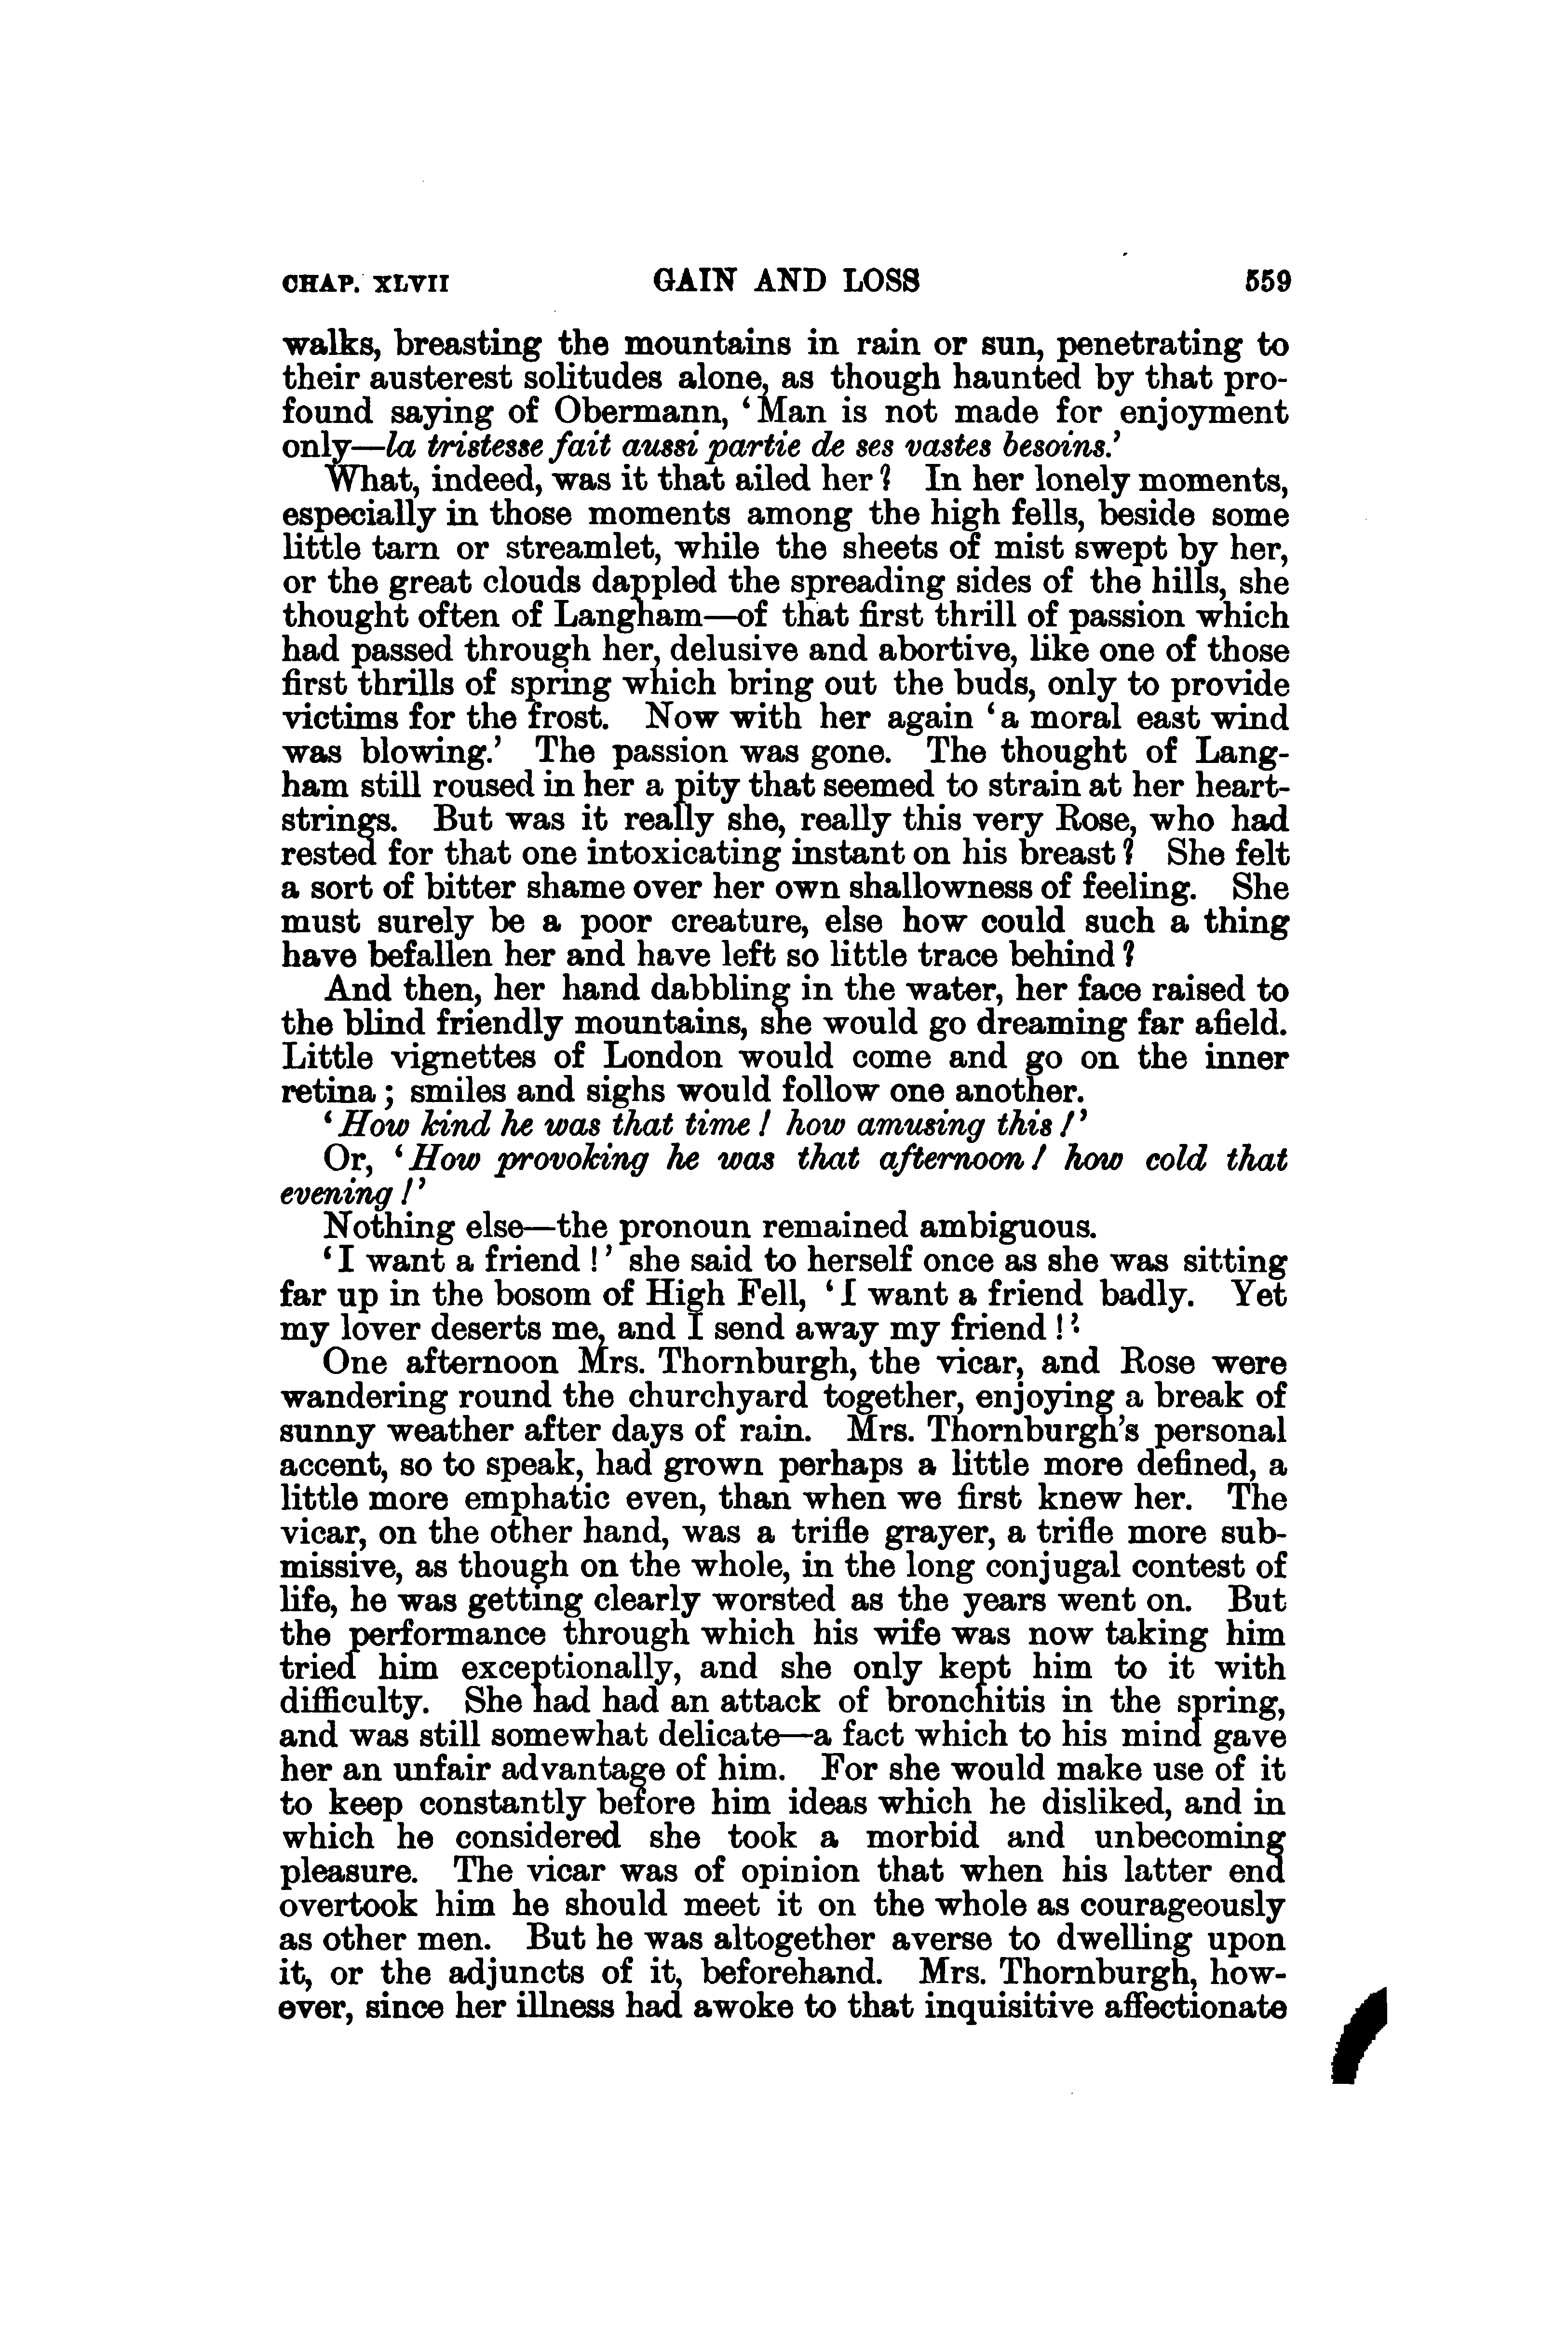 CHAP. XLVII GAIN AND LOSS 559
walks, breasting the mountains in rain or sun, penetrating to
their austerest solitudes alone, as though haunted by that pro-
found saying of Obermann, ‘Man is not made for enjoyment
only—la tristesse fait aussi partie de ses vastes besoins.’
What, indeed, was it that ailed her? In her lonely moments,
especially in those moments among the high fells, beside some
little tarn or streamlet, while the sheets of mist swept by her,
or the great clouds dappled the spreading sides of the hills, she
thought often of Langham—of that first thrill of passion which
had passed through her, delusive and abortive, like one of those
first thrills of spring which bring out the buds, only to provide
victims for the frost. Now with her again ‘a moral east wind
was blowing.’ The passion was gone. The thought of Lang-
ham still roused in her a pity that seemed to strain at her heart-
strings. But was it really she, really this very Rose, who had
rested for that one intoxicating instant on his breast? She felt
a sort of bitter shame over her own shallowness of feeling. She
must surely be a poor creature, else how could such a thing
have befallen her and have left so little trace behind?
And then, her hand dabbling in the water, her face raised to
the blind friendly mountains, she would go dreaming far afield.
Little vignettes of London would come and go on the inner
retina; smiles and sighs would follow one another.
‘How kind he was that time! how amusing this!’
Or, ‘How provoking he was that afternoon! how cold that
evening!’
Nothing else—the pronoun remained ambiguous.
‘I want a friend!’ she said to herself once as she was sitting
far up in the bosom of High Fell, ‘I want a friend badly. Yet
my lover deserts me, and I send away my friend!’
One afternoon Mrs. Thornburgh, the vicar, and Rose were
wandering round the churchyard together, enjoying a break of
sunny weather after days of rain. Mrs. Thornburgh’s personal
accent, so to speak, had grown perhaps a little more defined, a
little more emphatic even, than when we first knew her. The
vicar, on the other hand, was a trifle grayer, a trifle more sub-
missive, as though on the whole, in the long conjugal contest of
life, he was getting clearly worsted as the years went on. But
the performance through which his wife was now taking him
tried him exceptionally, and she only kept him to it with
difficulty. She had had an attack of bronchitis in the spring,
and was still somewhat delicate—a fact which to his mind gave
her an unfair advantage of him. For she would make use of it
to keep constantly before him ideas which he disliked, and in
which he considered she took a morbid and unbecoming
pleasure. The vicar was of opinion that when his latter end
overtook him he should meet it on the whole as courageously
as other men. But he was altogether averse to dwelling upon
it, or the adjuncts of it, beforehand. Mrs. Thornburgh, how-
ever, since her illness had awoke to that inquisitive affectionate